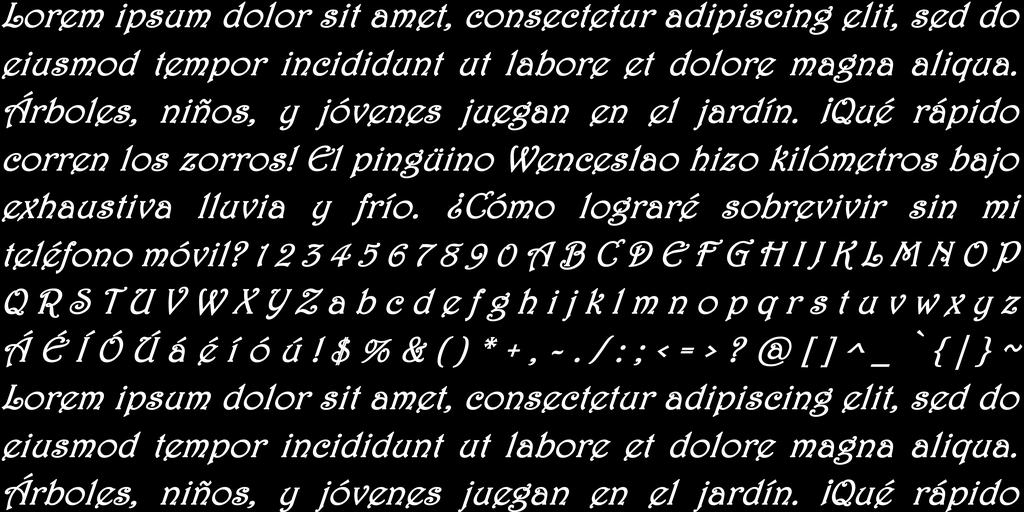 Lorem ipsum dolor sit amet, consectetur adipiscing elit, sed do
eiusmod tempor incididunt ut labore et dolore magna aliqua.
Árboles, niños, y jóvenes juegan en el jardín. ¡Qué rápido
corren los zorros! El pingüino Wenceslao hizo kilómetros bajo
exhaustiva lluvia y frío. ¿Cómo lograré sobrevivir sin mi
teléfono móvil? 1 2 3 4 5 6 7 8 9 0 A B C D E F G H I J K L M N O P
Q R S T U V W X Y Z a b c d e f g h i j k l m n o p q r s t u v w x y z
Á É Í Ó Ú á é í ó ú ! $ % & ( ) * + , - . / : ; < = > ? @ [ ] ^ _ ` { | } ~
Lorem ipsum dolor sit amet, consectetur adipiscing elit, sed do
eiusmod tempor incididunt ut labore et dolore magna aliqua.
Árboles, niños, y jóvenes juegan en el jardín. ¡Qué rápido